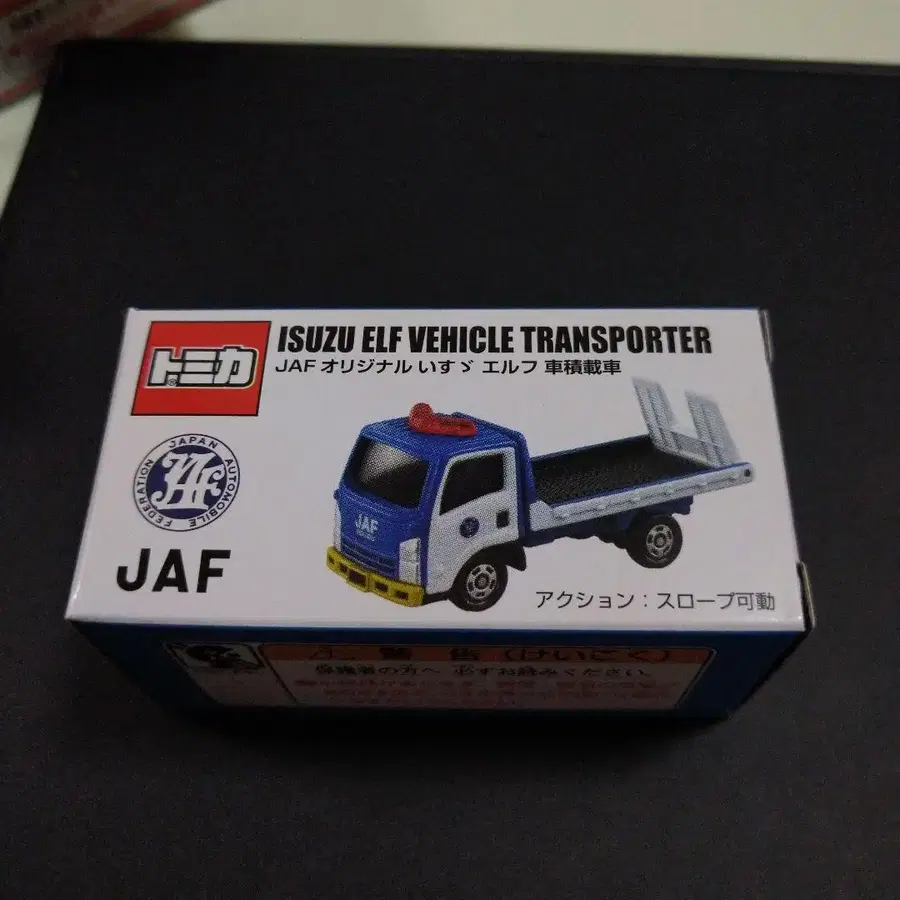 トミカ
ISUZU ELF VEHICLE TRANSPORTER
JAF オリジナル いすゞ エルフ 車積載車
JAPAN AUTOMOBILE FEDERATION
JAF
JAF
JAF
アクション：スロープ可動
警告（けいこく）
保護者の方へ 必ずお読みください。